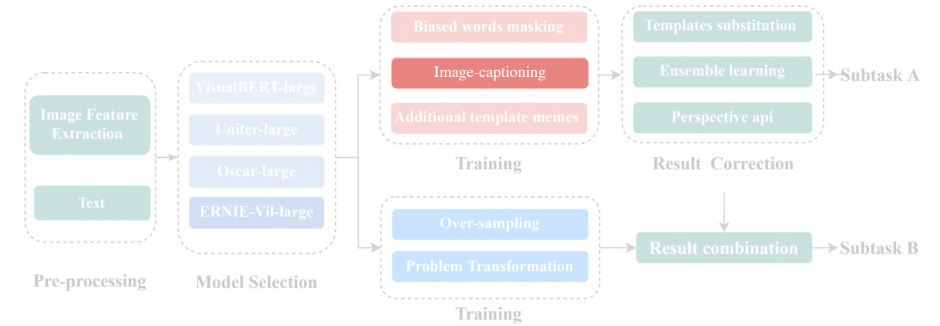 Biased words masking
Image-captioning
Additional template memes
Training
Templates substitution
Ensemble learning
Perspective api
Result Correction
Subtask A
Image Feature
Extraction
Text
Pre-processing
VisualBERT-large
Uniter-large
Oscar-large
ERNIE-Vil-large
Model Selection
Over-sampling
Problem Transformation
Training
Result combination
Subtask B